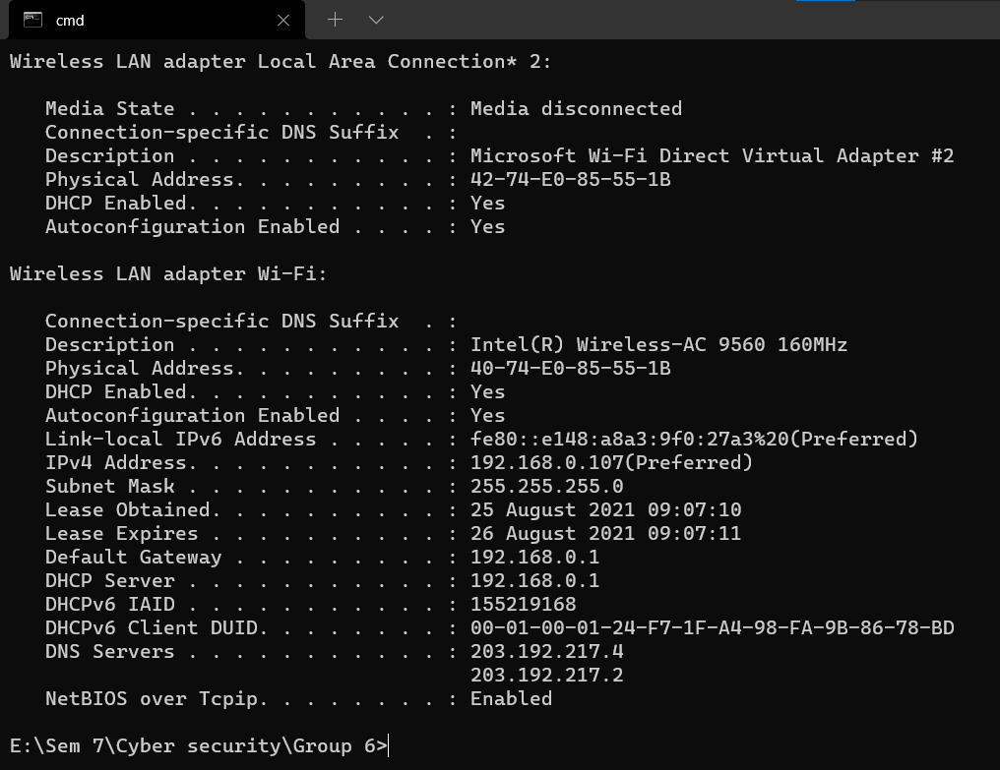 cmd
Wireless LAN adapter Local Area Connection* 2:
Media State . . . . . . . . . . . : Media disconnected
Connection-specific DNS Suffix  . :
Description . . . . . . . . . . . : Microsoft Wi-Fi Direct Virtual Adapter #2
Physical Address. . . . . . . . . : 42-74-E0-85-55-1B
DHCP Enabled. . . . . . . . . . . : Yes
Autoconfiguration Enabled . . . . : Yes
Wireless LAN adapter Wi-Fi:
Connection-specific DNS Suffix  . :
Description . . . . . . . . . . . : Intel(R) Wireless-AC 9560 160MHz
Physical Address. . . . . . . . . : 40-74-E0-85-55-1B
DHCP Enabled. . . . . . . . . . . : Yes
Autoconfiguration Enabled . . . . : Yes
Link-local IPv6 Address . . . . . : fe80::e148:a8a3:9f0:27a3%20(Preferred)
IPv4 Address. . . . . . . . . . . : 192.168.0.107(Preferred)
Subnet Mask . . . . . . . . . . . : 255.255.255.0
Lease Obtained. . . . . . . . . . : 25 August 2021 09:07:10
Lease Expires . . . . . . . . . . : 26 August 2021 09:07:11
Default Gateway . . . . . . . . . : 192.168.0.1
DHCP Server . . . . . . . . . . . : 192.168.0.1
DHCPv6 IAID . . . . . . . . . . . : 155219168
DHCPv6 Client DUID. . . . . . . . : 00-01-00-01-24-F7-1F-A4-98-FA-9B-86-78-BD
DNS Servers . . . . . . . . . . . : 203.192.217.4
203.192.217.2
NetBIOS over Tcpip. . . . . . . . : Enabled
E:\Sem 7\Cyber security\Group 6>